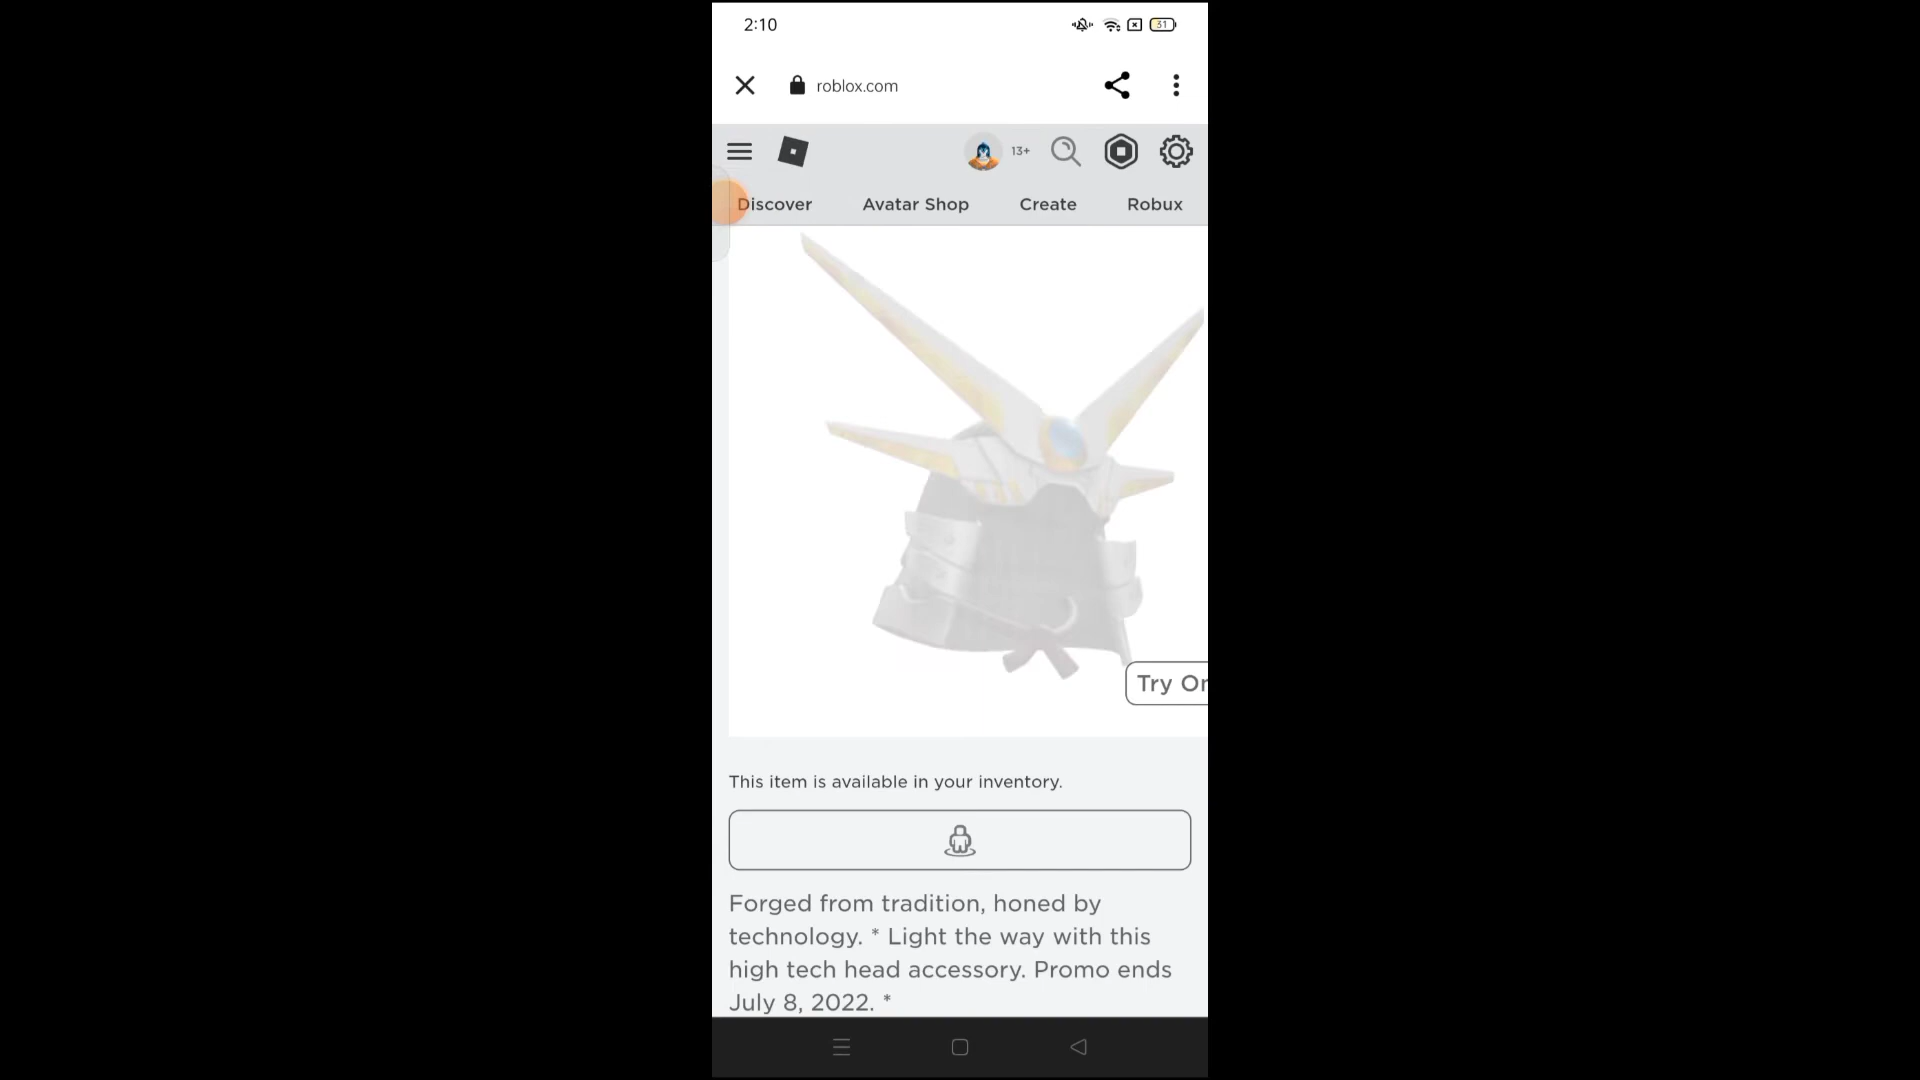 2:10
31
roblox.com
13+
Discover Avatar Shop Create Robux
Try On
This item is available in your inventory.
Forged from tradition, honed by
technology. * Light the way with this
high tech head accessory. Promo ends
July 8, 2022. *